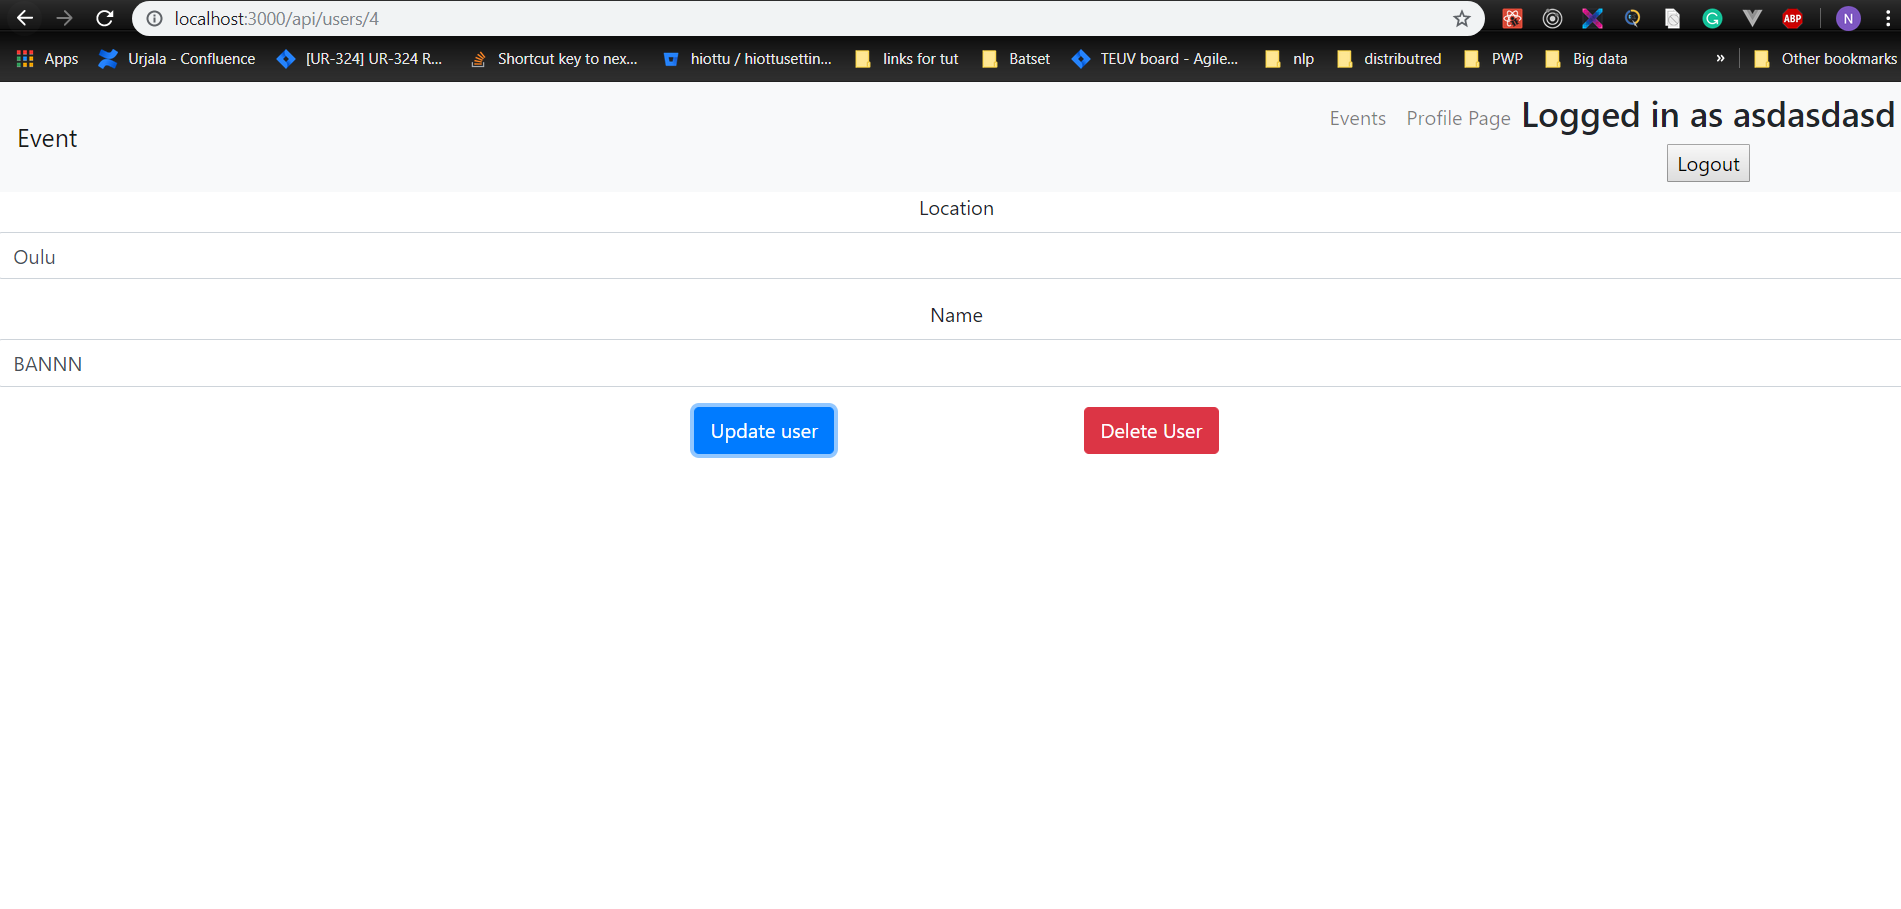 localhost:3000/api/users/4
ABP
N
Apps
Urjala - Confluence
[UR-324] UR-324 R...
Shortcut key to nex...
hiottu / hiottusettin...
links for tut
Batset
TEUV board - Agile...
nlp
distributred
PWP
Big data
»
Other bookmarks
Event
Events
Profile Page
Logged in as asdasdasd
Logout
Location
Oulu
Name
BANNN
Update user
Delete User